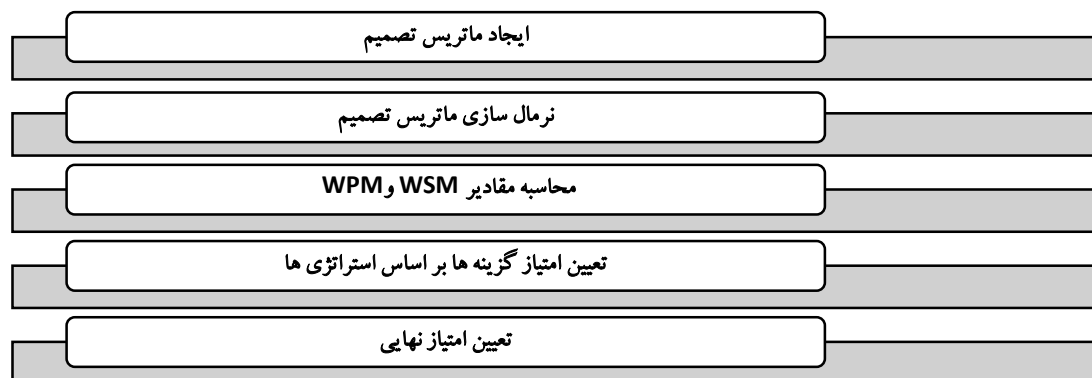 ایجاد ماتریس تصمیم
نرمال سازی ماتریس تصمیم
محاسبه مقادیر WSM وWPM
تعیین امتیاز گزینه ها بر اساس استراتژی ها
تعیین امتیاز نهایی